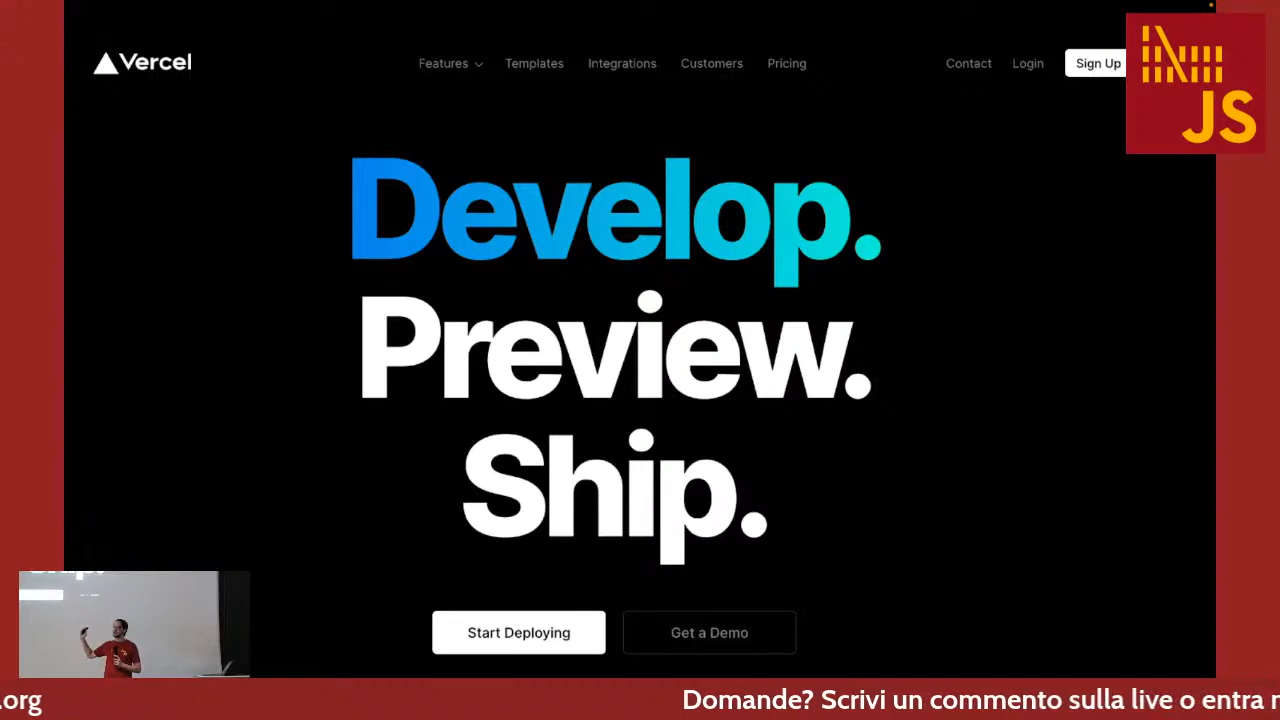 Vercel
Features
Templates
Integrations
Customers
Pricing
Contact
Login
Sign Up
JS
Develop.
Preview.
Ship.
Start Deploying
Get a Demo
.org
Domande? Scrivi un commento sulla live o entra